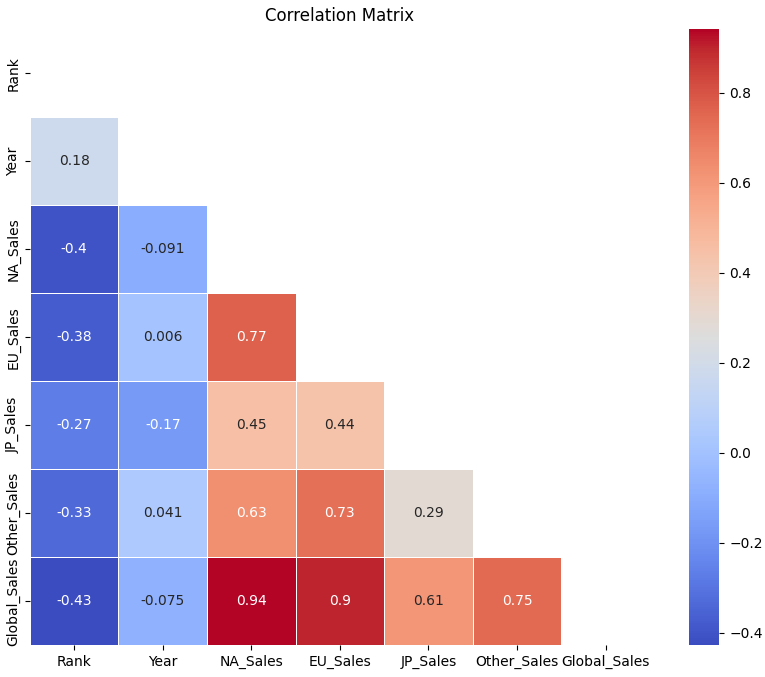 Correlation Matrix
Rank
Year
0.18
NA_Sales
-0.4 -0.091
EU_Sales
-0.38 0.006 0.77
JP_Sales
-0.27 -0.17 0.45 0.44
Other_Sales
-0.33 0.041 0.63 0.73 0.29
Global_Sales
-0.43 -0.075 0.94 0.9 0.61 0.75
Rank Year NA_Sales EU_Sales JP_Sales Other_Sales Global_Sales
0.8
0.6
0.4
0.2
0.0
−0.2
−0.4